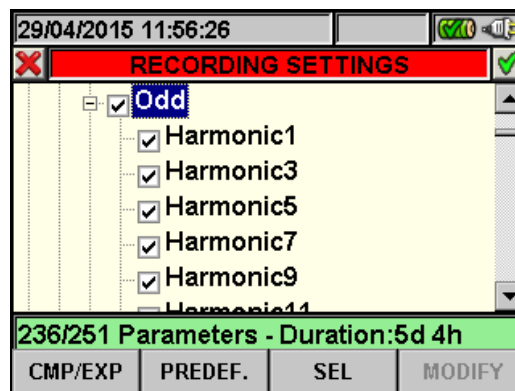 29/04/2015 11:56:26
RECORDING SETTINGS
Odd
Harmonic1
Harmonic3
Harmonic5
Harmonic7
Harmonic9
Harmonic11
236/251 Parameters - Duration:5d 4h
CMP/EXP PREDEF. SEL MODIFY